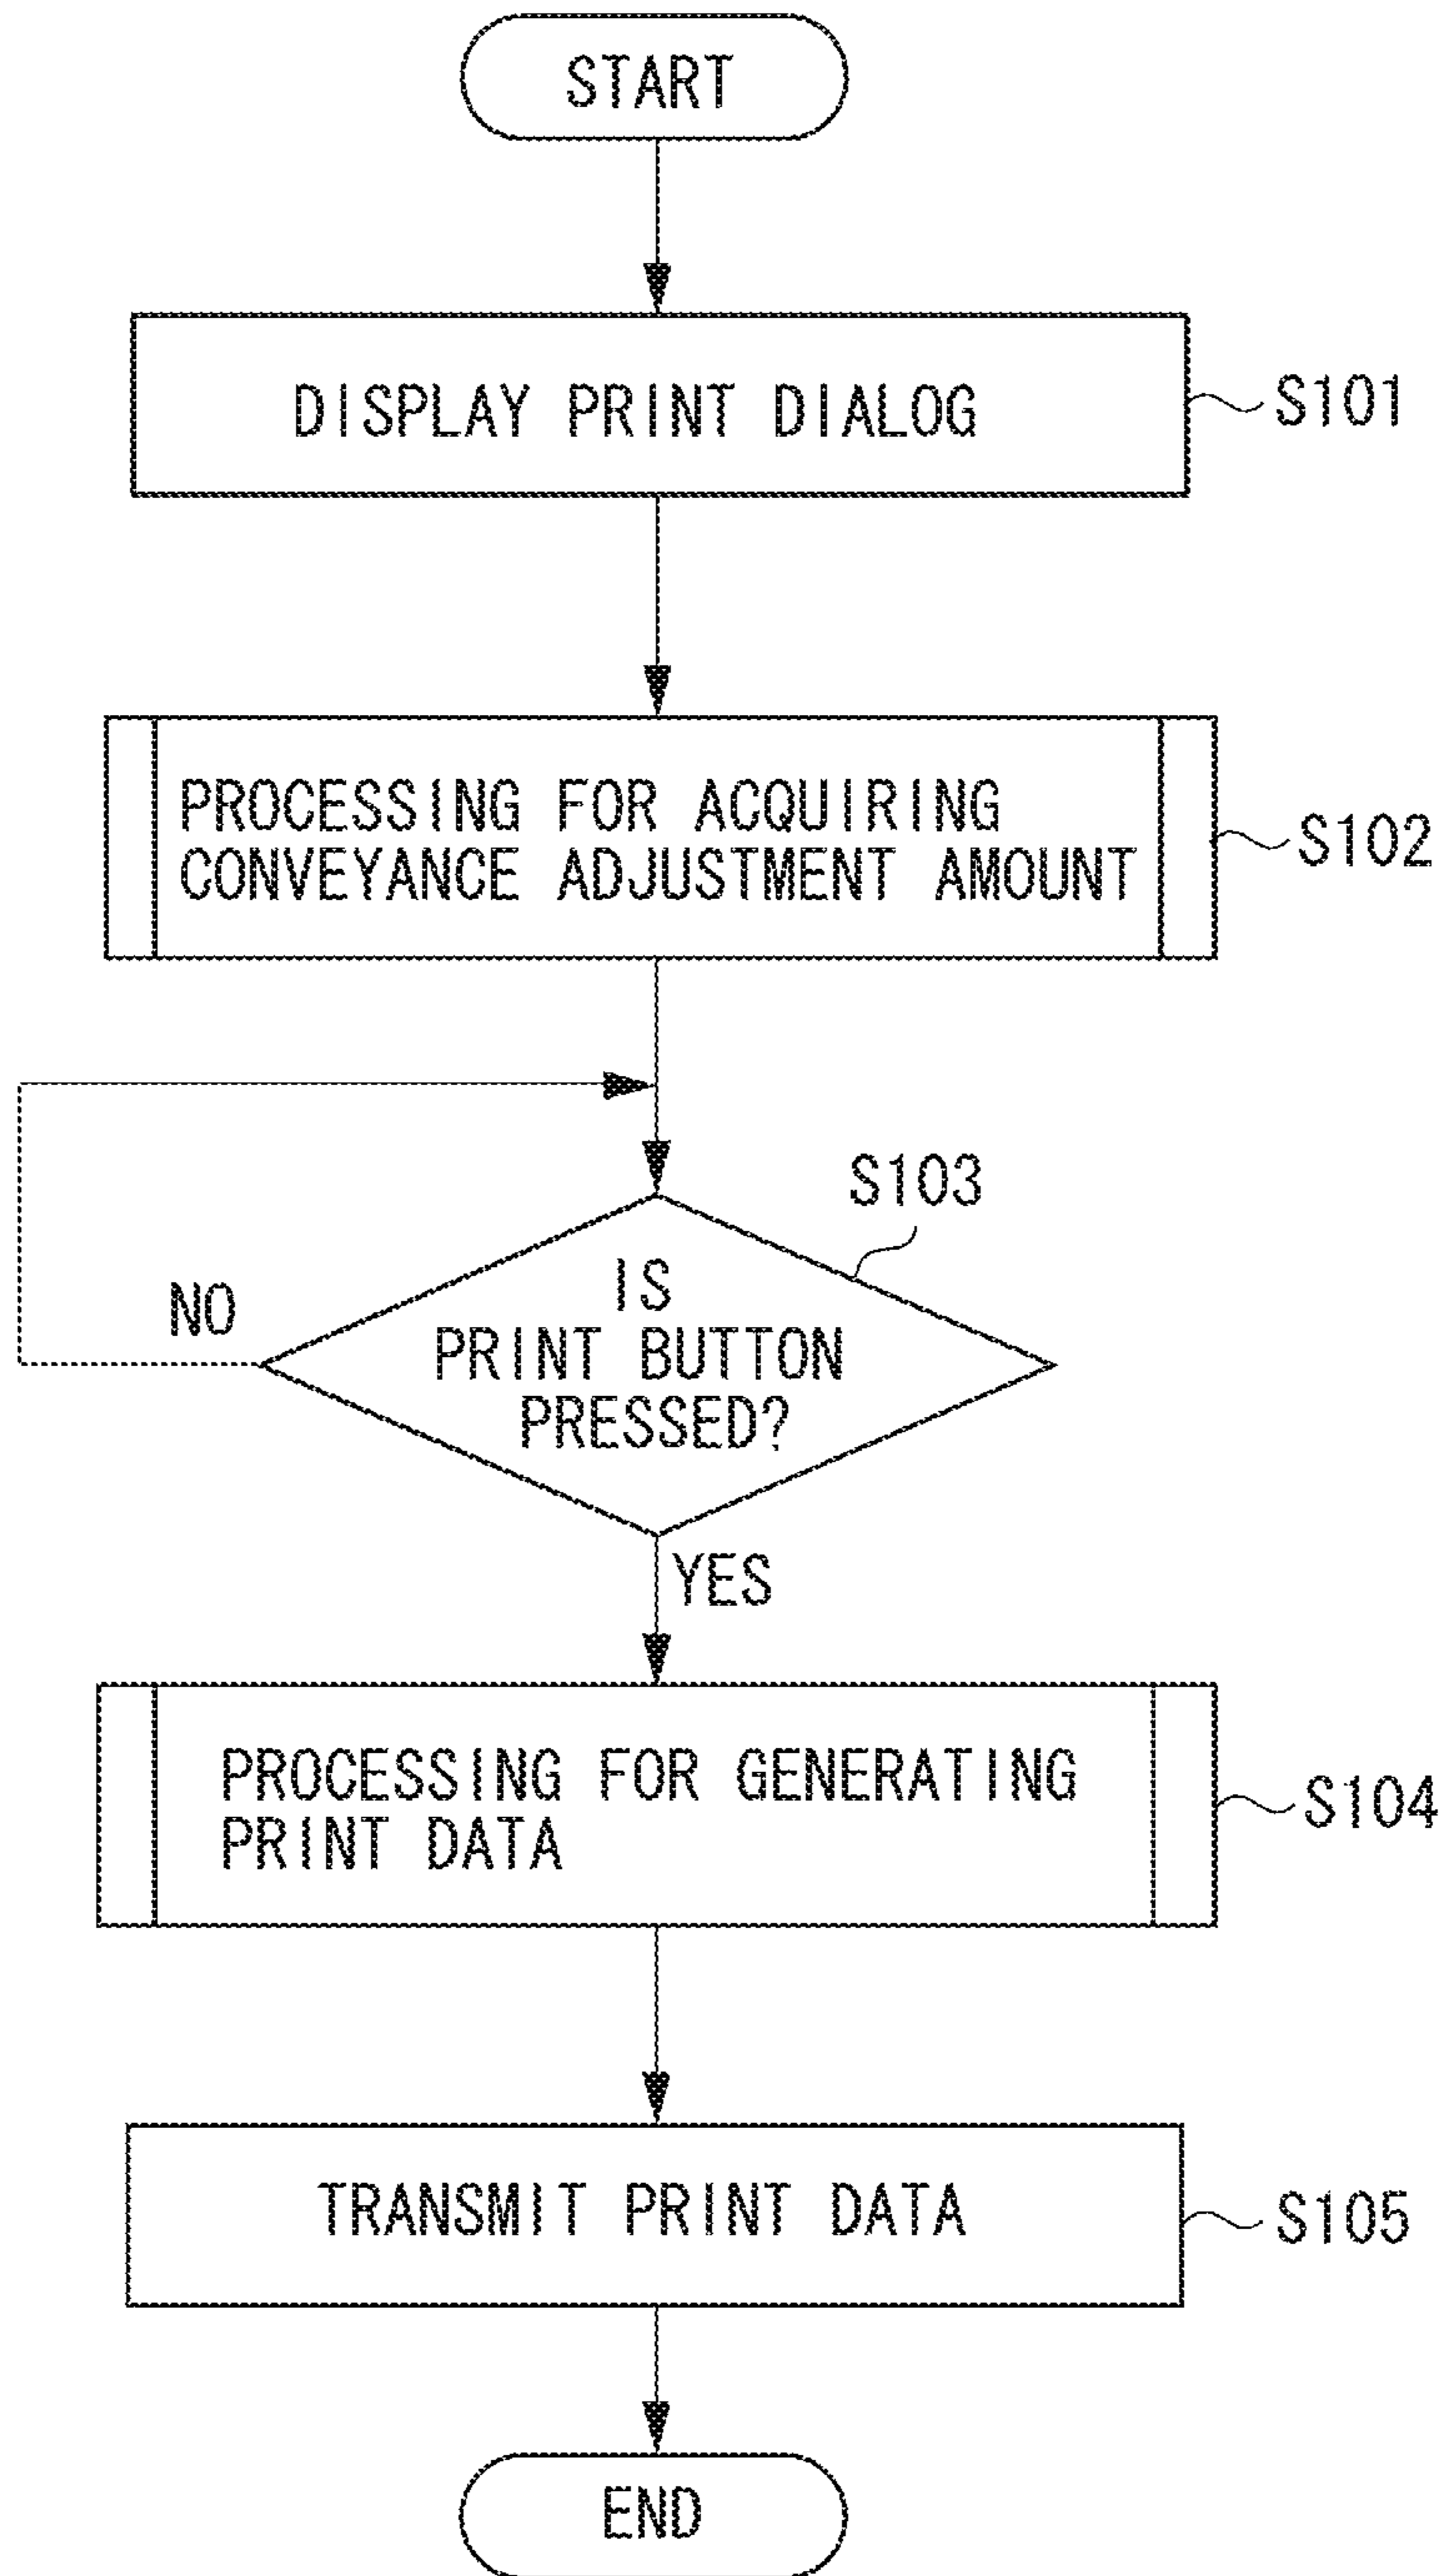 START
DISPLAY PRINT DIALOG
S101
PROCESSING FOR ACQUIRING
CONVEYANCE ADJUSTMENT AMOUNT
S102
S103
IS
PRINT BUTTON
PRESSED?
NO
YES
PROCESSING FOR GENERATING
PRINT DATA
S104
TRANSMIT PRINT DATA
S105
END